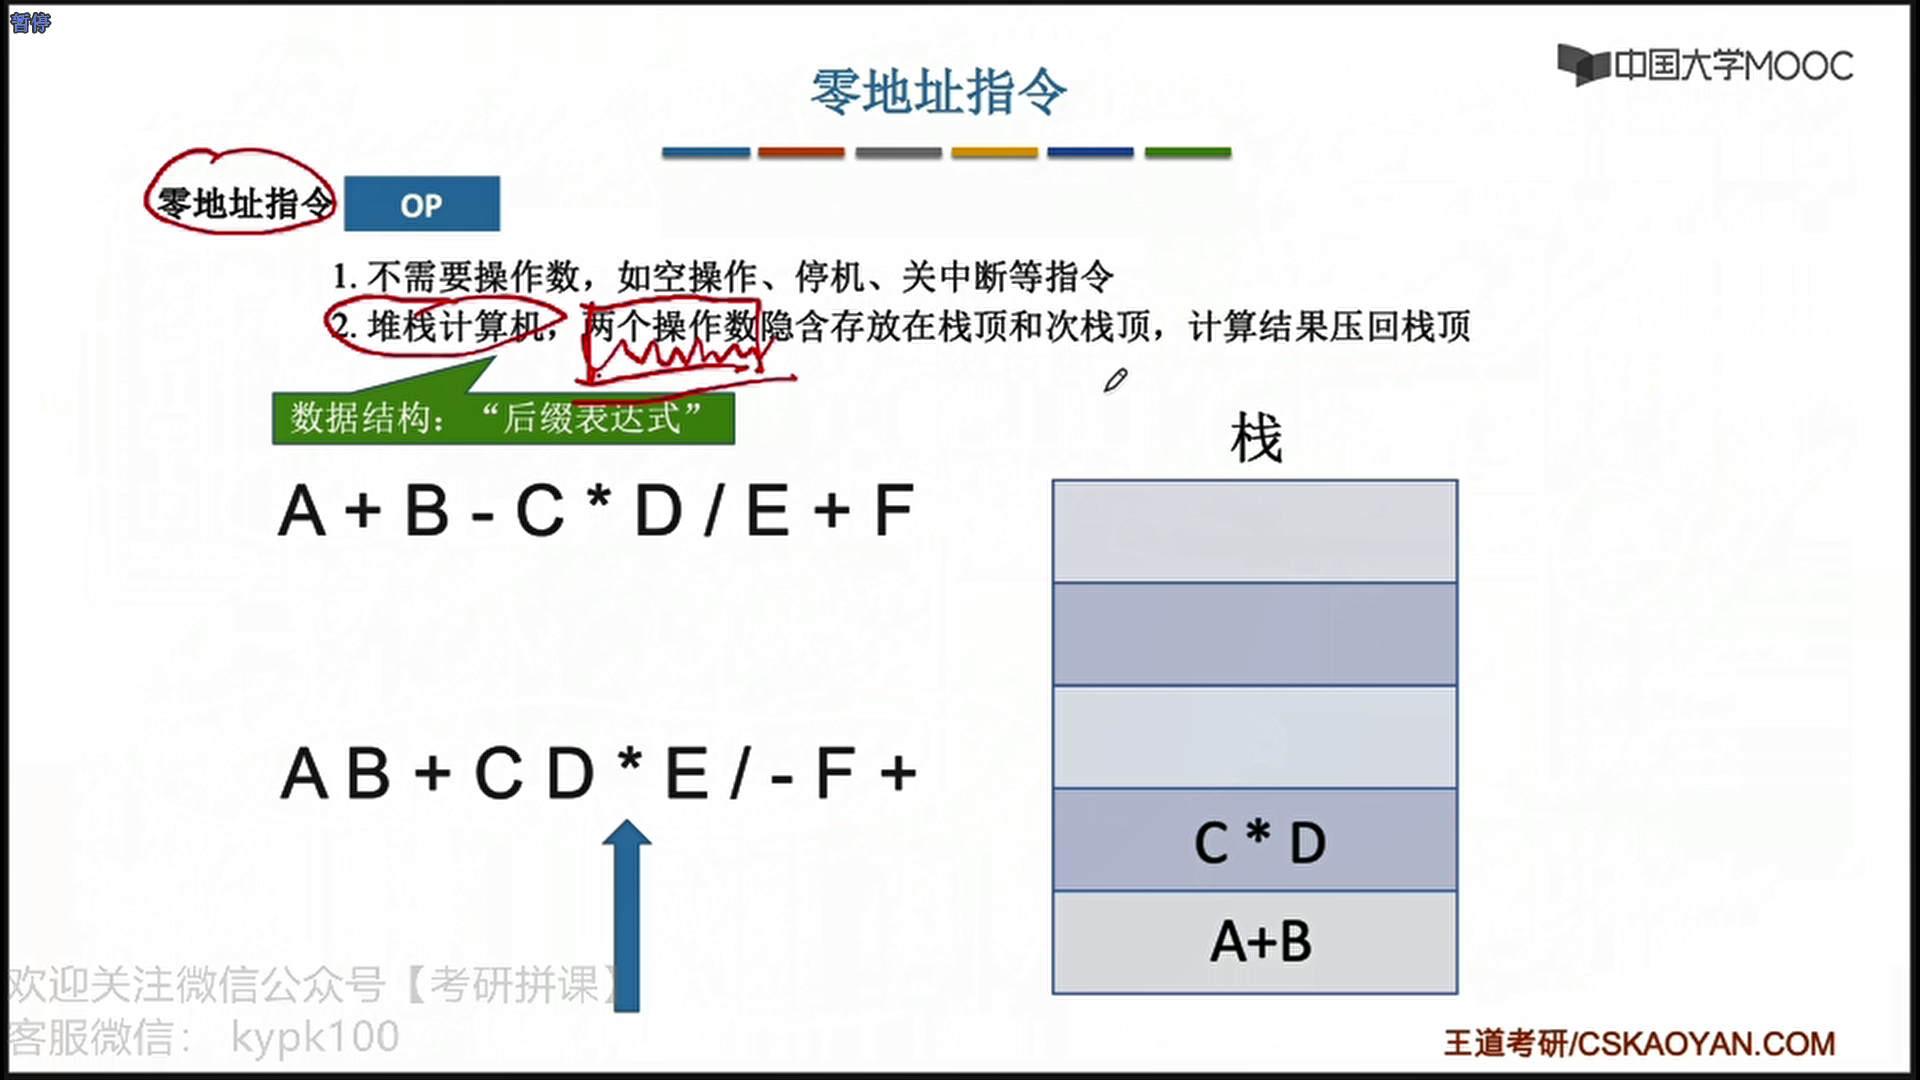 暂停
中国大学MOOC
零地址指令
零地址指令 OP
1. 不需要操作数，如空操作、停机、关中断等指令
2. 堆栈计算机，两个操作数隐含存放在栈顶和次栈顶，计算结果压回栈顶
数据结构：“后缀表达式”
栈
A + B - C * D / E + F
A B + C D * E / - F +
C * D
A+B
欢迎关注微信公众号【考研拼课】
客服微信： kypk100
王道考研/CSKAOYAN.COM